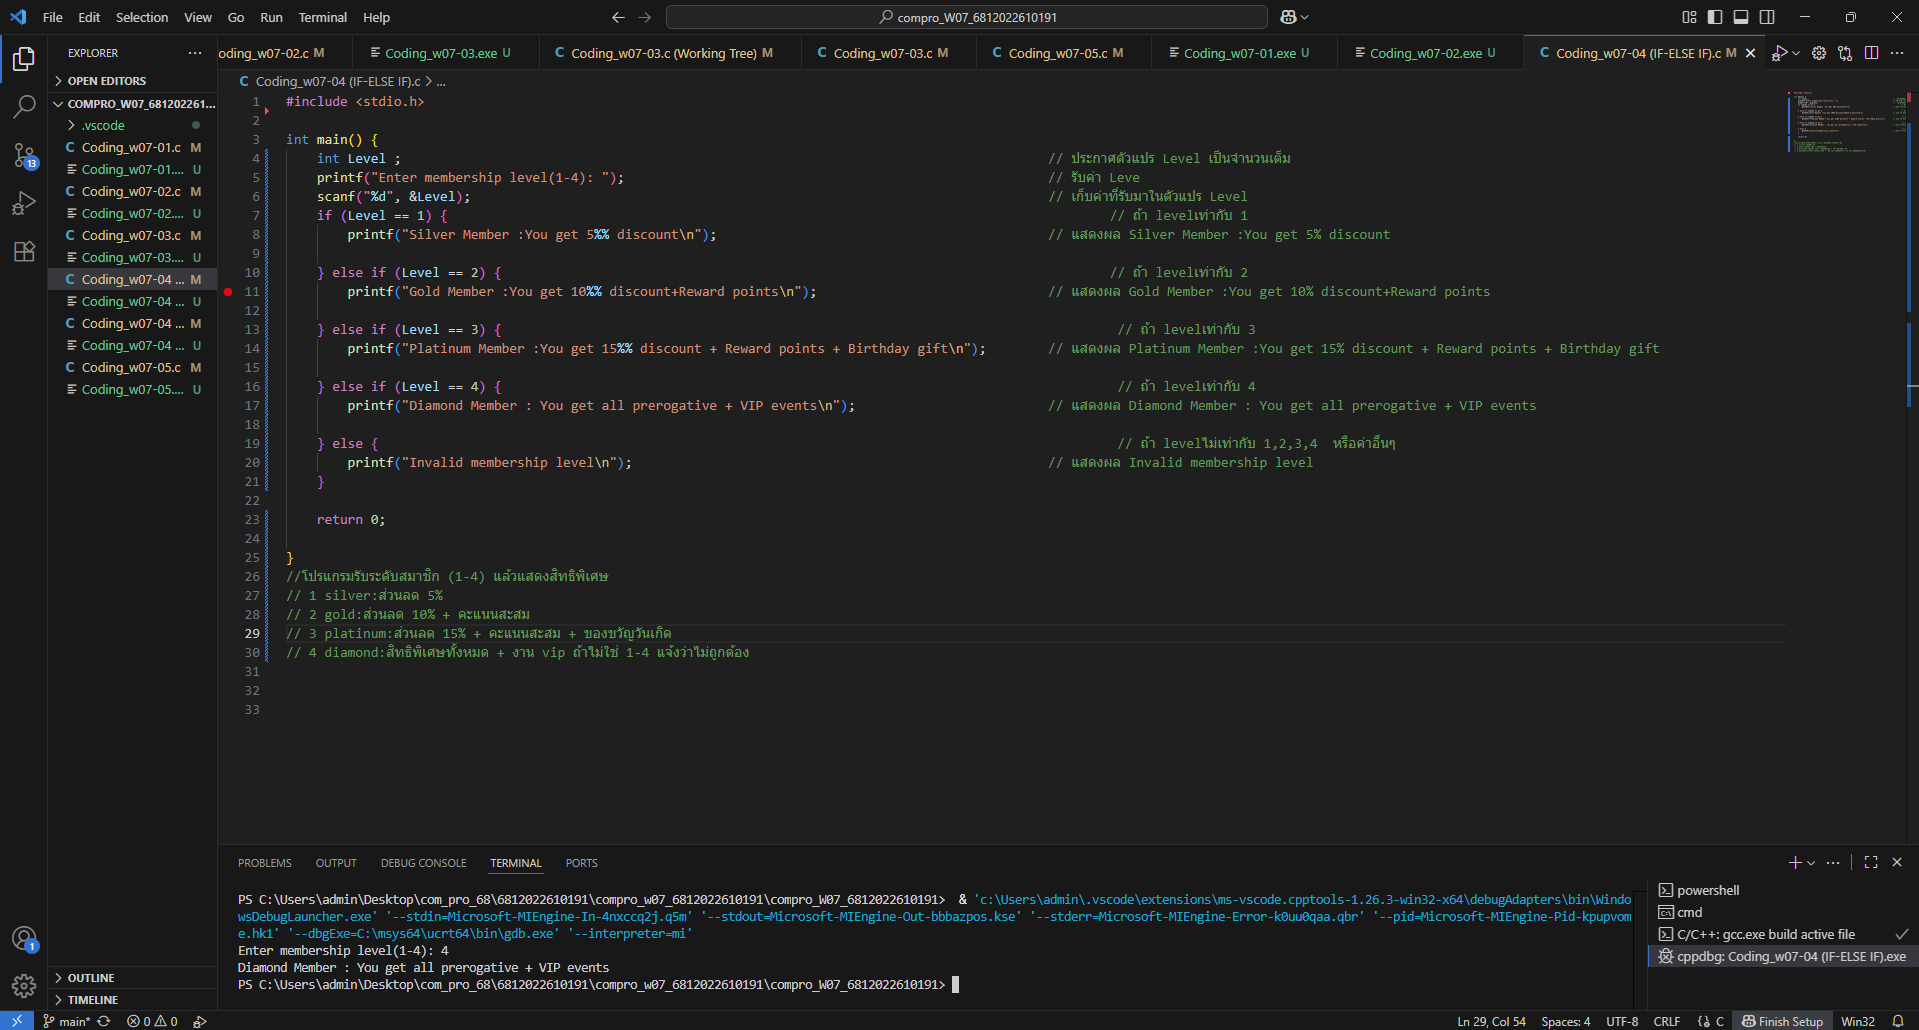 File Edit Selection View Go Run Terminal Help
compro_W07_6812022610191
EXPLORER
oding_w07-02.c M
Coding_w07-03.exe U
Coding_w07-03.c (Working Tree) M
Coding_w07-03.c M
Coding_w07-05.c M
Coding_w07-01.exe U
Coding_w07-02.exe U
Coding_w07-04 (IF-ELSE IF).c M
OPEN EDITORS
COMPRO_W07_681202261...
.vscode
Coding_w07-01.c M
Coding_w07-01.... U
Coding_w07-02.c M
Coding_w07-02.... U
Coding_w07-03.c M
Coding_w07-03.... U
Coding_w07-04 ... M
Coding_w07-04 ... U
Coding_w07-04 ... M
Coding_w07-04 ... U
Coding_w07-05.c M
Coding_w07-05.... U
OUTLINE
TIMELINE
13
1
Coding_w07-04 (IF-ELSE IF).c > ...
1 #include <stdio.h>
2
3 int main() {
4 int Level ; // ประกาศตัวแปร Level เป็นจำนวนเต็ม
5 printf("Enter membership level(1-4): "); // รับค่า Leve
6 scanf("%d", &Level); // เก็บค่าที่รับมาในตัวแปร Level
7 if (Level == 1) { // ถ้า levelเท่ากับ 1
8 printf("Silver Member :You get 5%% discount\n"); // แสดงผล Silver Member :You get 5% discount
9
10 } else if (Level == 2) { // ถ้า levelเท่ากับ 2
11 printf("Gold Member :You get 10%% discount+Reward points\n"); // แสดงผล Gold Member :You get 10% discount+Reward points
12
13 } else if (Level == 3) { // ถ้า levelเท่ากับ 3
14 printf("Platinum Member :You get 15%% discount + Reward points + Birthday gift\n"); // แสดงผล Platinum Member :You get 15% discount + Reward points + Birthday gift
15
16 } else if (Level == 4) { // ถ้า levelเท่ากับ 4
17 printf("Diamond Member : You get all prerogative + VIP events\n"); // แสดงผล Diamond Member : You get all prerogative + VIP events
18
19 } else { // ถ้า levelไม่เท่ากับ 1,2,3,4 หรือค่าอื่นๆ
20 printf("Invalid membership level\n"); // แสดงผล Invalid membership level
21 }
22
23 return 0;
24
25 }
26 //โปรแกรมรับระดับสมาชิก (1-4) แล้วแสดงสิทธิพิเศษ
27 // 1 silver:ส่วนลด 5%
28 // 2 gold:ส่วนลด 10% + คะแนนสะสม
29 // 3 platinum:ส่วนลด 15% + คะแนนสะสม + ของขวัญวันเกิด
30 // 4 diamond:สิทธิพิเศษทั้งหมด + งาน vip ถ้าไม่ใช่ 1-4 แจ้งว่าไม่ถูกต้อง
31
32
33
PROBLEMS OUTPUT DEBUG CONSOLE TERMINAL PORTS
PS C:\Users\admin\Desktop\com_pro_68\6812022610191\compro_w07_6812022610191\compro_W07_6812022610191> & 'c:\Users\admin\.vscode\extensions\ms-vscode.cpptools-1.26.3-win32-x64\debugAdapters\bin\Windo
wsDebugLauncher.exe' '--stdin=Microsoft-MIEngine-In-4nxccq2j.q5m' '--stdout=Microsoft-MIEngine-Out-bbbazpos.kse' '--stderr=Microsoft-MIEngine-Error-k0uu0qaa.qbr' '--pid=Microsoft-MIEngine-Pid-kpupvom
e.hk1' '--dbgExe=C:\msys64\ucrt64\bin\gdb.exe' '--interpreter=mi'
Enter membership level(1-4): 4
Diamond Member : You get all prerogative + VIP events
PS C:\Users\admin\Desktop\com_pro_68\6812022610191\compro_w07_6812022610191\compro_W07_6812022610191>
powershell
cmd
C/C++: gcc.exe build active file
cppdbg: Coding_w07-04 (IF-ELSE IF).exe
main* 0 0 Ln 29, Col 54 Spaces: 4 UTF-8 CRLF {} C Finish Setup Win32